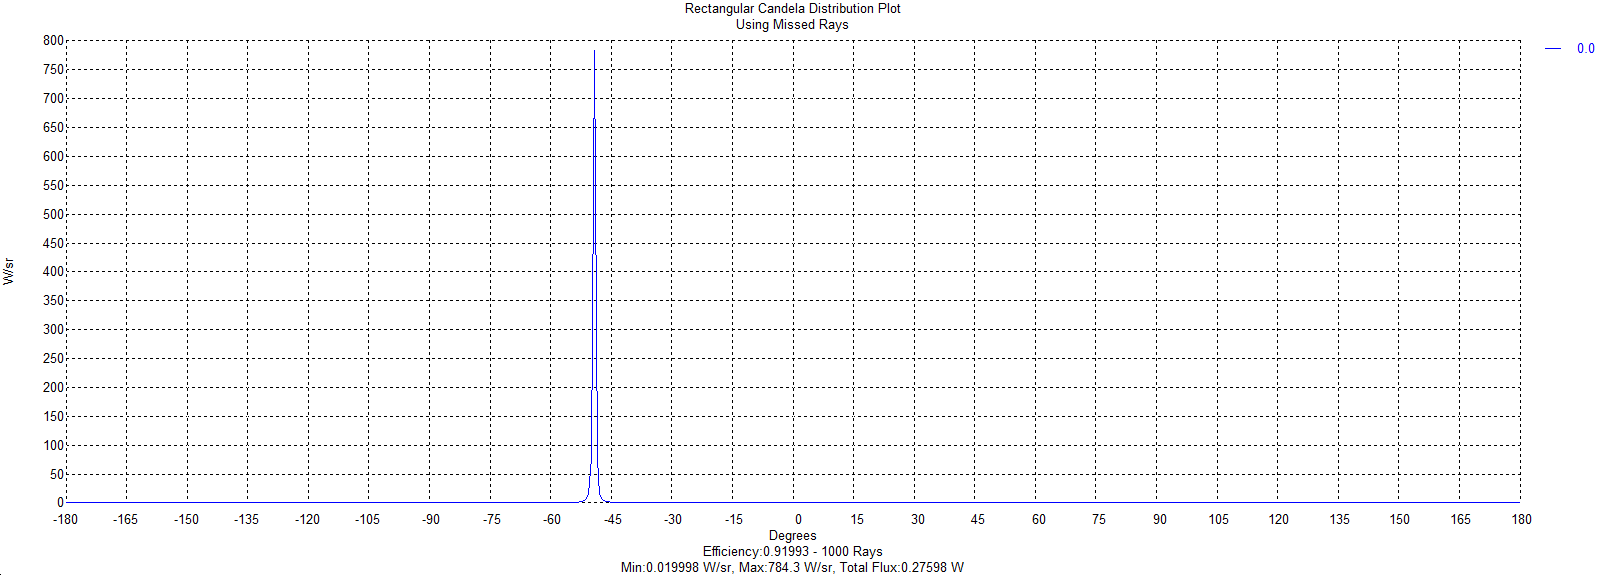 Rectangular Candela Distribution Plot
Using Missed Rays
0.0
800
750
700
650
600
550
500
450
400
350
300
250
200
150
100
50
0
W/sr
-180 -165 -150 -135 -120 -105 -90 -75 -60 -45 -30 -15 0 15 30 45 60 75 90 105 120 135 150 165 180
Degrees
Efficiency:0.91993 - 1000 Rays
Min:0.019998 W/sr, Max:784.3 W/sr, Total Flux:0.27598 W